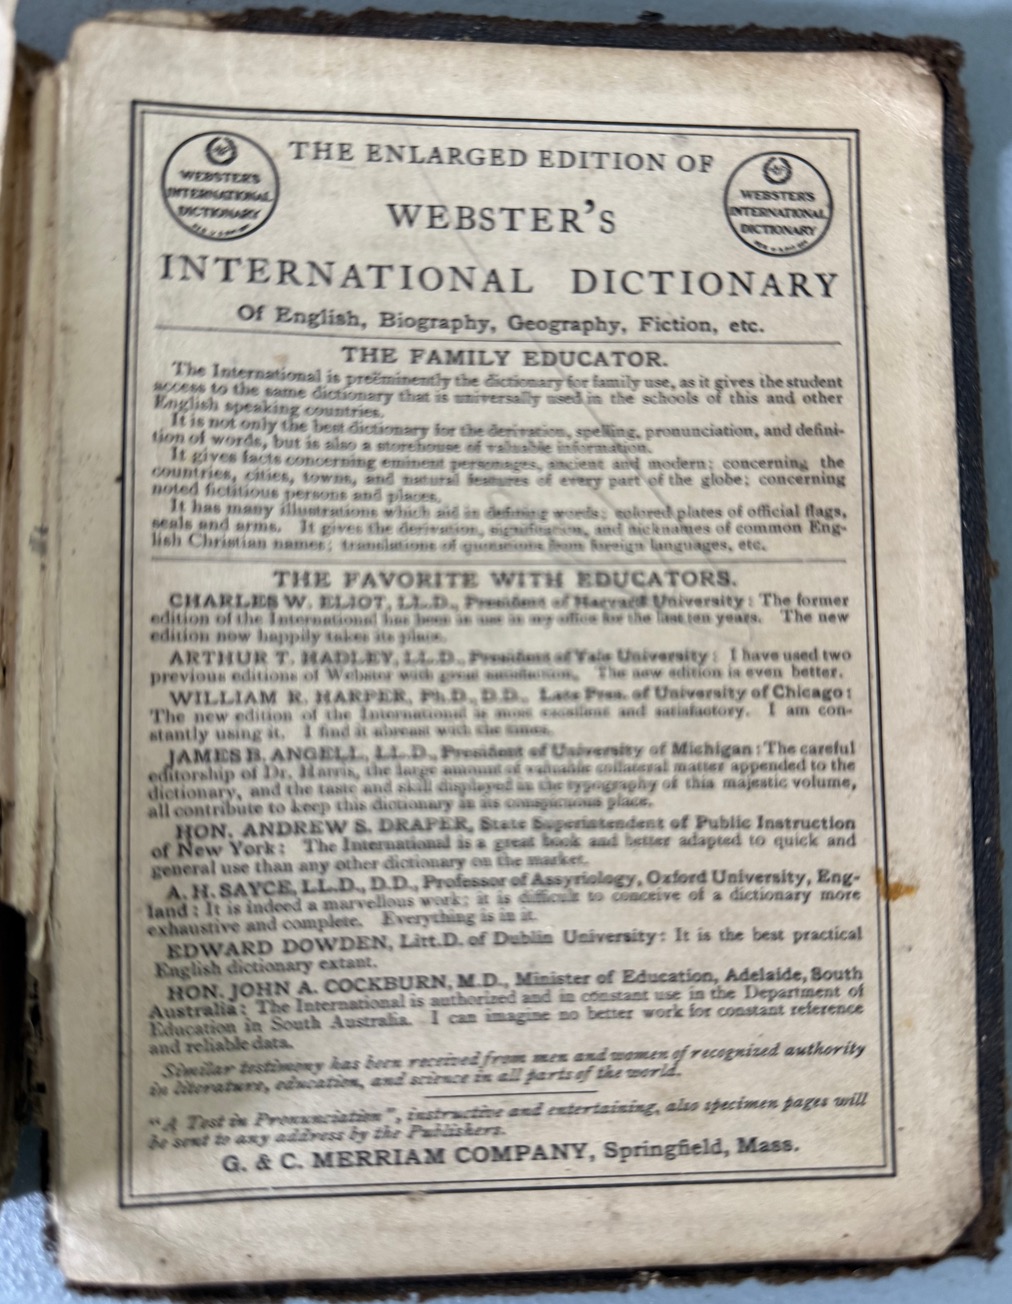 WEBSTER'S
INTERNATIONAL
DICTIONARY
THE ENLARGED EDITION OF
WEBSTER'S
INTERNATIONAL
DICTIONARY
WEBSTER'S
INTERNATIONAL DICTIONARY
Of English, Biography, Geography, Fiction, etc.
THE FAMILY EDUCATOR.
The International is preëminently the dictionary for family use, as it gives the student
access to the same dictionary that is universally used in the schools of this and other
English speaking countries.
It is not only the best dictionary for the derivation, spelling, pronunciation, and defini-
tion of words, but is also a storehouse of valuable information.
It gives facts concerning eminent personages, ancient and modern; concerning the
countries, cities, towns, and natural features of every part of the globe; concerning
noted fictitious persons and places.
It has many illustrations which aid in defining words; colored plates of official flags,
seals and arms. It gives the derivation, signification, and nicknames of common Eng-
lish Christian names; translations of quotations from foreign languages, etc.
THE FAVORITE WITH EDUCATORS.
CHARLES W. ELIOT, LL.D., President of Harvard University: The former
edition of the International has been in use in my office for the last ten years. The new
edition now happily takes its place.
ARTHUR T. HADLEY, LL.D., President of Yale University: I have used two
previous editions of Webster with great satisfaction. The new edition is even better.
WILLIAM R. HARPER, Ph.D., D.D., Late Pres. of University of Chicago:
The new edition of the International is most excellent and satisfactory. I am con-
stantly using it. I find it abreast with the times.
JAMES B. ANGELL, LL.D., President of University of Michigan: The careful
editorship of Dr. Harris, the large amount of valuable collateral matter appended to the
dictionary, and the taste and skill displayed in the typography of this majestic volume,
all contribute to keep this dictionary in its conspicuous place.
HON. ANDREW S. DRAPER, State Superintendent of Public Instruction
of New York: The International is a great book and better adapted to quick and
general use than any other dictionary on the market.
A. H. SAYCE, LL.D., D.D., Professor of Assyriology, Oxford University, Eng-
land: It is indeed a marvellous work; it is difficult to conceive of a dictionary more
exhaustive and complete. Everything is in it.
EDWARD DOWDEN, Litt.D. of Dublin University: It is the best practical
English dictionary extant.
HON. JOHN A. COCKBURN, M.D., Minister of Education, Adelaide, South
Australia: The International is authorized and in constant use in the Department of
Education in South Australia. I can imagine no better work for constant reference
and reliable data.
Similar testimony has been received from men and women of recognized authority
in literature, education, and science in all parts of the world.
"A Test in Pronunciation", instructive and entertaining, also specimen pages will
be sent to any address by the Publishers.
G. & C. MERRIAM COMPANY, Springfield, Mass.